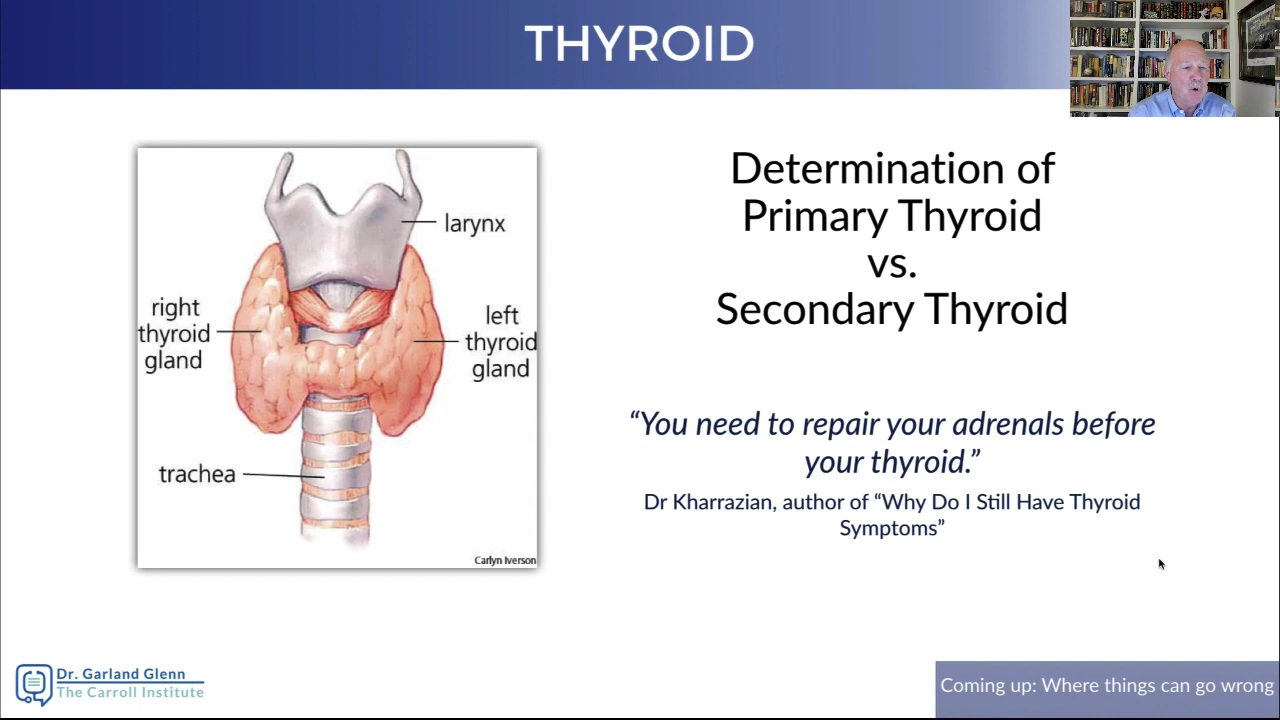 THYROID
larynx
right
thyroid
gland
left
thyroid
gland
trachea
Carlyn Iverson
Determination of
Primary Thyroid
vs.
Secondary Thyroid
“You need to repair your adrenals before
your thyroid.”
Dr Kharrazian, author of “Why Do I Still Have Thyroid
Symptoms”
Dr. Garland Glenn
The Carroll Institute
Coming up: Where things can go wrong